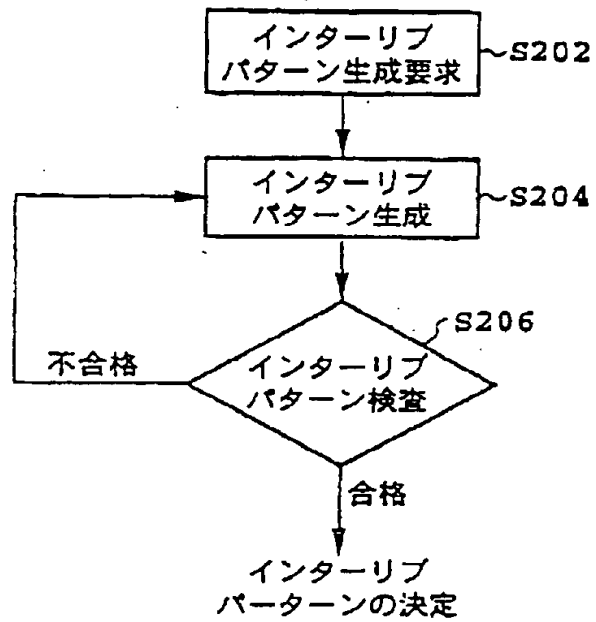 インターリブ
パターン生成要求
S202
インターリブ
パターン生成
S204
S206
不合格
インターリブ
パターン検査
合格
インターリブ
パーターンの決定